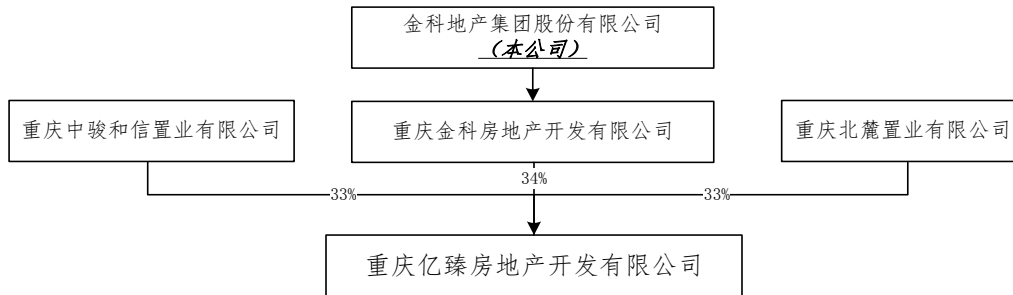 金科地产集团股份有限公司
（本公司）
重庆中骏和信置业有限公司
重庆金科房地产开发有限公司
重庆北麓置业有限公司
34%
33%
33%
重庆亿臻房地产开发有限公司